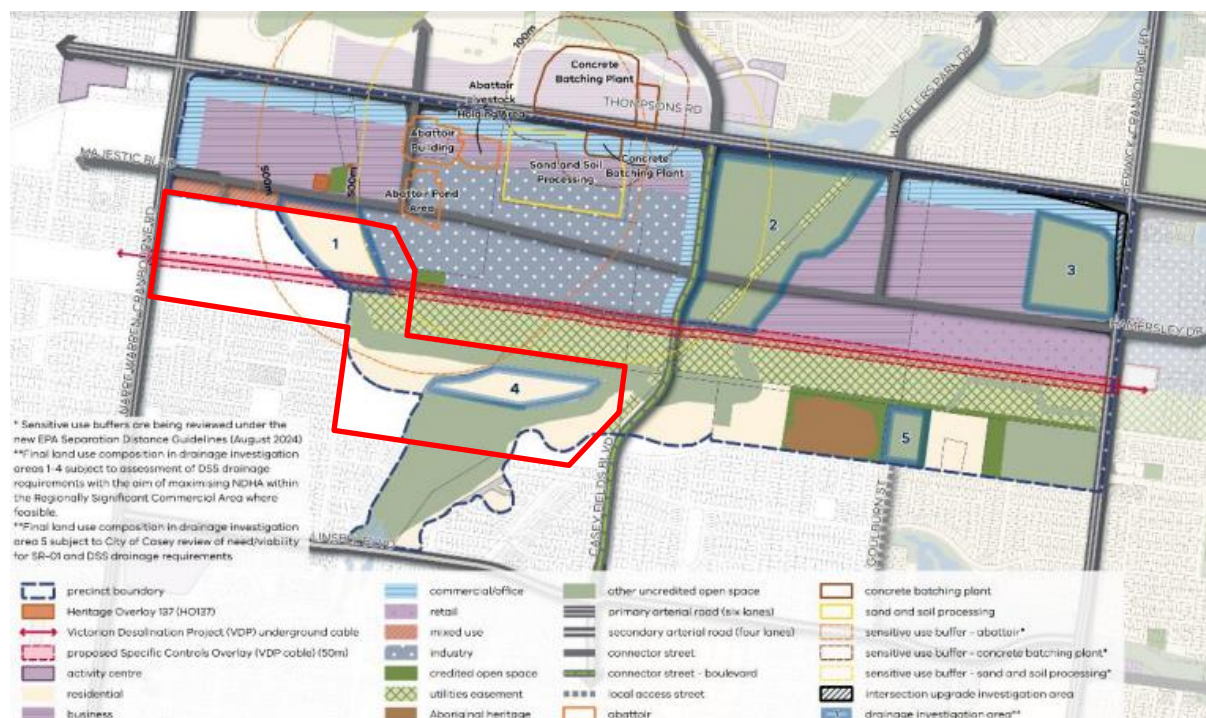 100m
Concrete
Batching Plant
Abattoir
Livestock
Holding Area
THOMPSONS RD
WHEELERS PARK DR
Abattoir
Building
Sand and Soil
Processing
Concrete
Batching Plant
MAJESTIC
500m
500m
Abattoir Pond
Area
1
2
3
NARRE WARREN-CRANBOURNE RD
BERWICK-CRANBOURNE RD
HAMERSLEY DR
4
5
CASEY FIELDS BLVD
GOULBURN ST
* Sensitive use buffers are being reviewed under the
new EPA Separation Distance Guidelines (August 2024)
**Final land use composition in drainage investigation
areas 1-4 subject to assessment of DSS drainage
requirements with the aim of maximising NDHA within
the Regionally Significant Commercial Area where
feasible.
**Final land use composition in drainage investigation
area 5 subject to City of Casey review of need/viability
for SR-01 and DSS drainage requirements
precinct boundary
Heritage Overlay 137 (HO137)
Victorian Desalination Project (VDP) underground cable
proposed Specific Controls Overlay (VDP cable) (50m)
activity centre
residential
business
commercial/office
retail
mixed use
industry
credited open space
utilities easement
Aboriginal heritage
other uncredited open space
primary arterial road (six lanes)
secondary arterial road (four lanes)
connector street
connector street - boulevard
local access street
abattoir
concrete batching plant
sand and soil processing
sensitive use buffer - abattoir*
sensitive use buffer - concrete batching plant*
sensitive use buffer - sand and soil processing*
intersection upgrade investigation area
drainage investigation area**